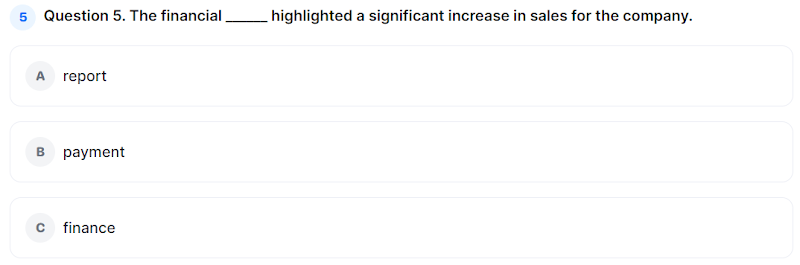 5 Question 5. The financial ______ highlighted a significant increase in sales for the company.
A report
B payment
C finance